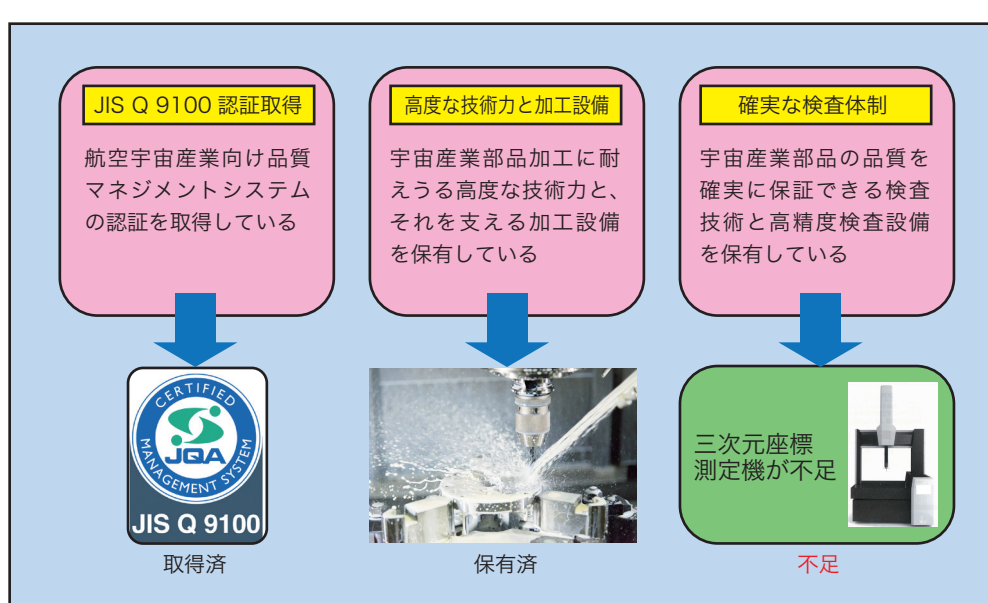 JIS Q 9100 認証取得
航空宇宙産業向け品質
マネジメントシステム
の認証を取得している
高度な技術力と加工設備
宇宙産業部品加工に耐
えうる高度な技術力と、
それを支える加工設備
を保有している
確実な検査体制
宇宙産業部品の品質を
確実に保証できる検査
技術と高精度検査設備
を保有している
CERTIFIED
JQA
MANAGEMENT SYSTEM
JIS Q 9100
取得済
保有済
三次元座標
測定機が不足
不足